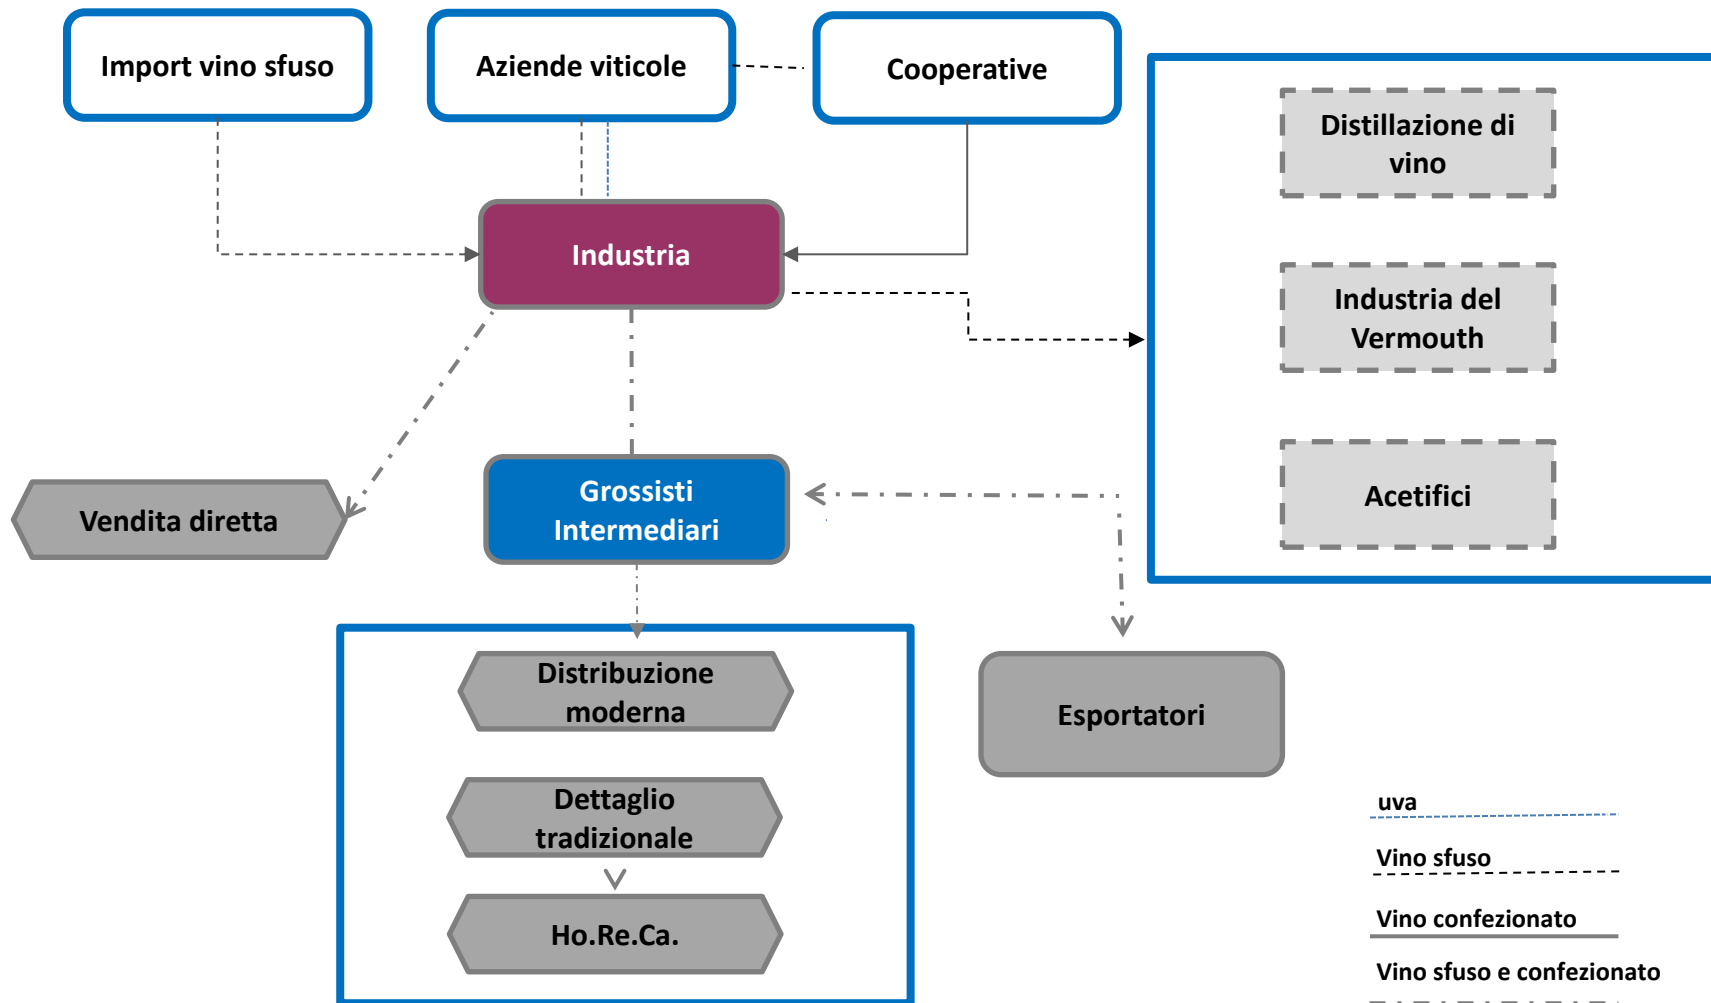 Import vino sfuso
Aziende viticole
Cooperative
Distillazione di
vino
Industria
Industria del
Vermouth
Grossisti
Intermediari
Acetifici
Vendita diretta
Distribuzione
moderna
Esportatori
Dettaglio
tradizionale
Ho.Re.Ca.
uva
Vino sfuso
Vino confezionato
Vino sfuso e confezionato